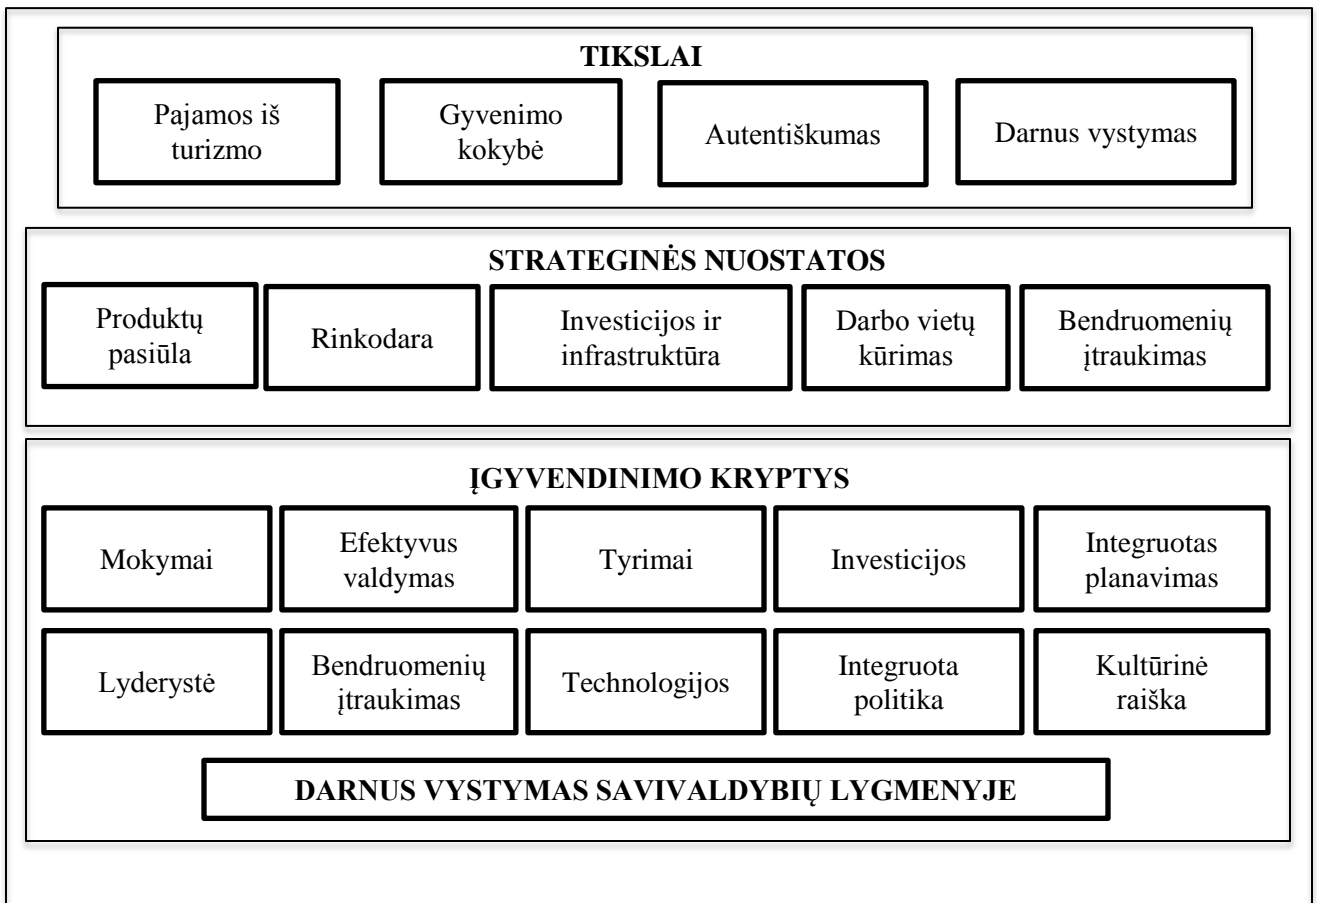 TIKSLAI
Pajamos iš
turizmo
Gyvenimo
kokybė
Autentiškumas
Darnus vystymas
STRATEGINĖS NUOSTATOS
Produktų
pasiūla
Rinkodara
Investicijos ir
infrastruktūra
Darbo vietų
kūrimas
Bendruomenių
įtraukimas
ĮGYVENDINIMO KRYPTYS
Mokymai
Efektyvus
valdymas
Tyrimai
Investicijos
Integruotas
planavimas
Lyderystė
Bendruomenių
įtraukimas
Technologijos
Integruota
politika
Kultūrinė
raiška
DARNUS VYSTYMAS SAVIVALDYBIŲ LYGMENYJE